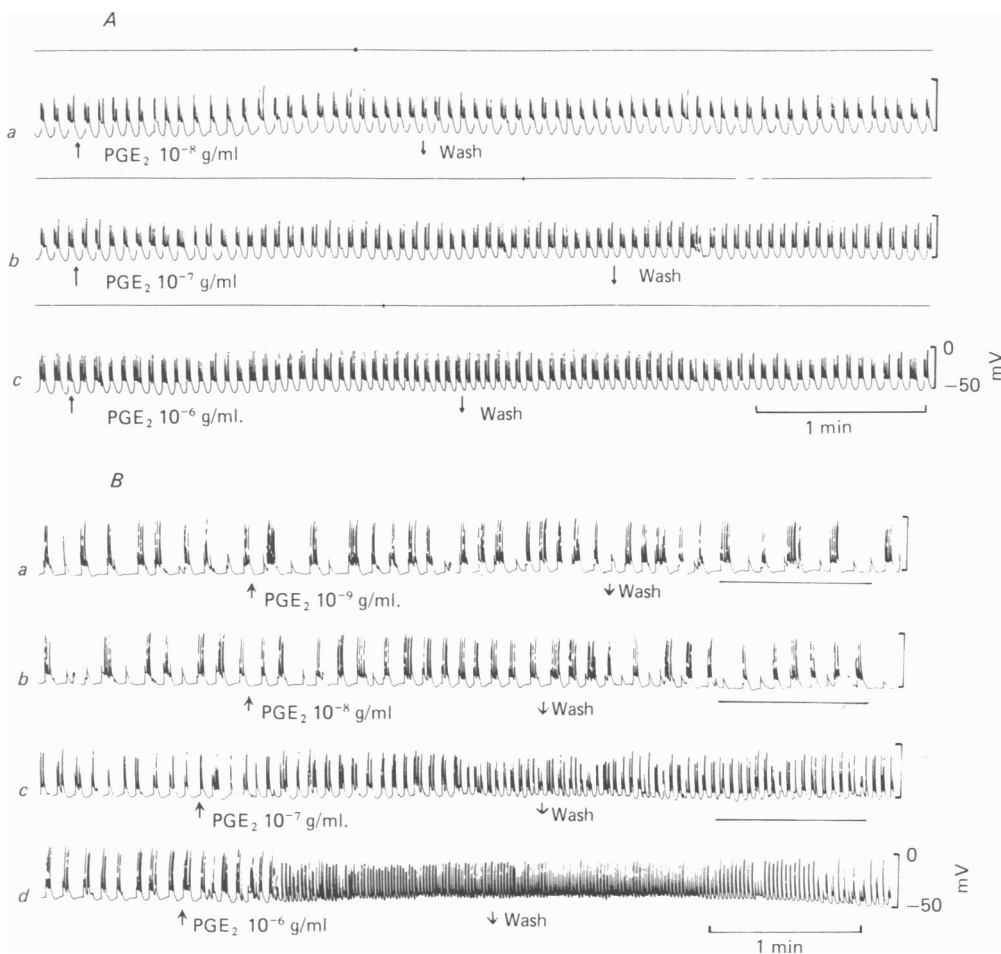 A
a
PGE₂ 10⁻⁸ g/ml
Wash
b
PGE₂ 10⁻⁷ g/ml
Wash
c
PGE₂ 10⁻⁶ g/ml.
Wash
0
−50
mV
1 min
B
a
PGE₂ 10⁻⁹ g/ml.
Wash
b
PGE₂ 10⁻⁸ g/ml
Wash
c
PGE₂ 10⁻⁷ g/ml.
Wash
d
PGE₂ 10⁻⁶ g/ml
Wash
0
−50
mV
1 min